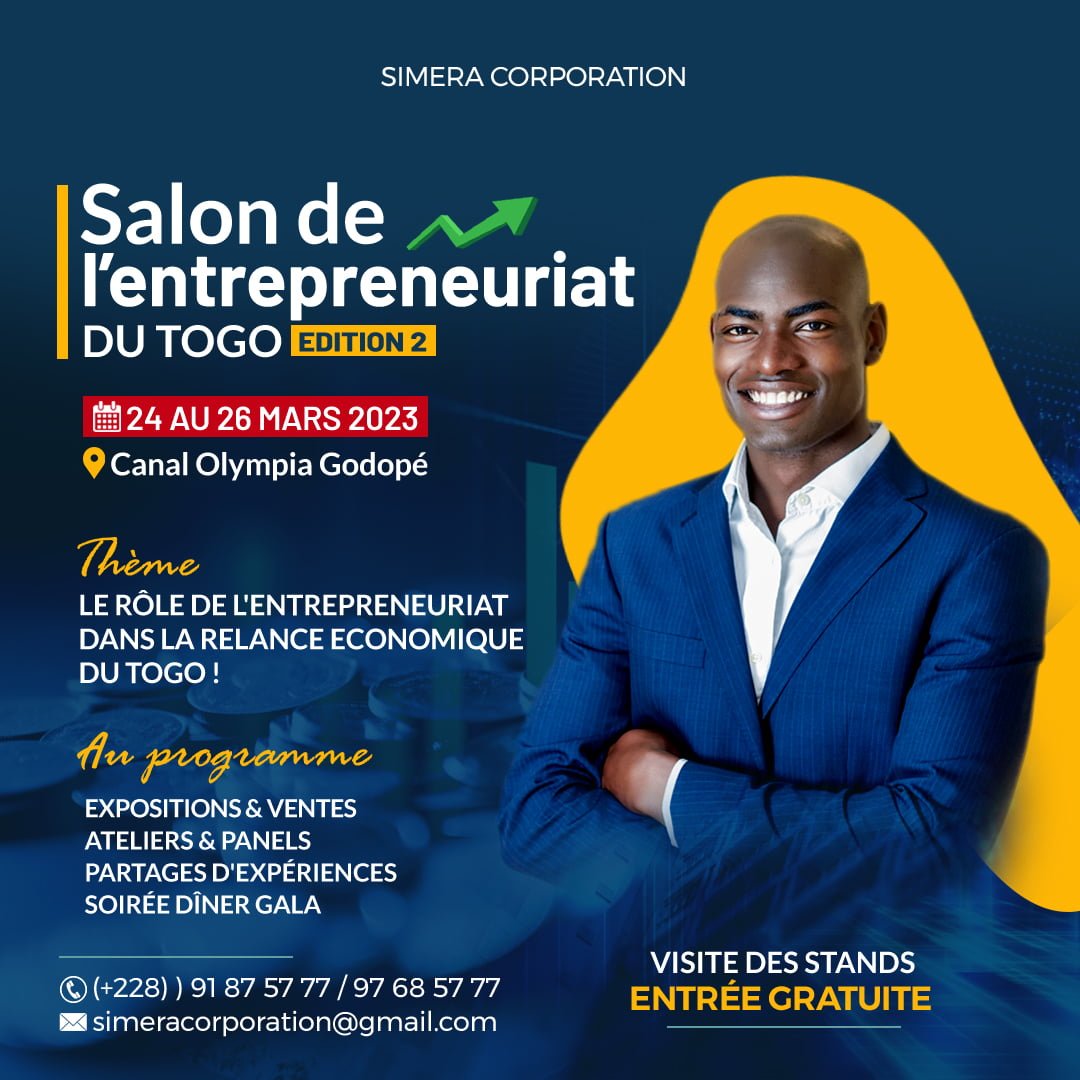 SIMERA CORPORATION
Salon de
l'entrepreneuriat
DU TOGO EDITION 2
24 AU 26 MARS 2023
Canal Olympia Godopé
Thème
LE RÔLE DE L'ENTREPRENEURIAT
DANS LA RELANCE ECONOMIQUE
DU TOGO !
Au programme
EXPOSITIONS & VENTES
ATELIERS & PANELS
PARTAGES D'EXPÉRIENCES
SOIRÉE DÎNER GALA
(+228) ) 91 87 57 77 / 97 68 57 77
simeracorporation@gmail.com
VISITE DES STANDS
ENTRÉE GRATUITE